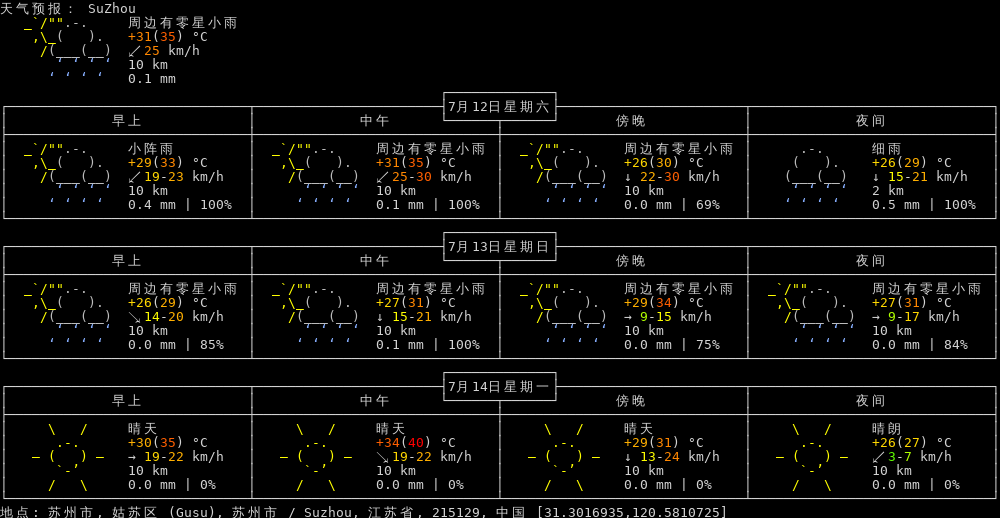 天气预报: SuZhou
周边有零星小雨
+31(35) °C
↙ 25 km/h
10 km
0.1 mm
7月12日星期六
早上 中午 傍晚 夜间
小阵雨 周边有零星小雨 周边有零星小雨 细雨
+29(33) °C +31(35) °C +26(30) °C +26(29) °C
↙ 19-23 km/h ↙ 25-30 km/h ↓ 22-30 km/h ↓ 15-21 km/h
10 km 10 km 10 km 2 km
0.4 mm | 100% 0.1 mm | 100% 0.0 mm | 69% 0.5 mm | 100%
7月13日星期日
早上 中午 傍晚 夜间
周边有零星小雨 周边有零星小雨 周边有零星小雨 周边有零星小雨
+26(29) °C +27(31) °C +29(34) °C +27(31) °C
↘ 14-20 km/h ↓ 15-21 km/h → 9-15 km/h → 9-17 km/h
10 km 10 km 10 km 10 km
0.0 mm | 85% 0.1 mm | 100% 0.0 mm | 75% 0.0 mm | 84%
7月14日星期一
早上 中午 傍晚 夜间
晴天 晴天 晴天 晴朗
+30(35) °C +34(40) °C +29(31) °C +26(27) °C
→ 19-22 km/h ↘ 19-22 km/h ↓ 13-24 km/h ↙ 3-7 km/h
10 km 10 km 10 km 10 km
0.0 mm | 0% 0.0 mm | 0% 0.0 mm | 0% 0.0 mm | 0%
地点: 苏州市, 姑苏区 (Gusu), 苏州市 / Suzhou, 江苏省, 215129, 中国 [31.3016935,120.5810725]